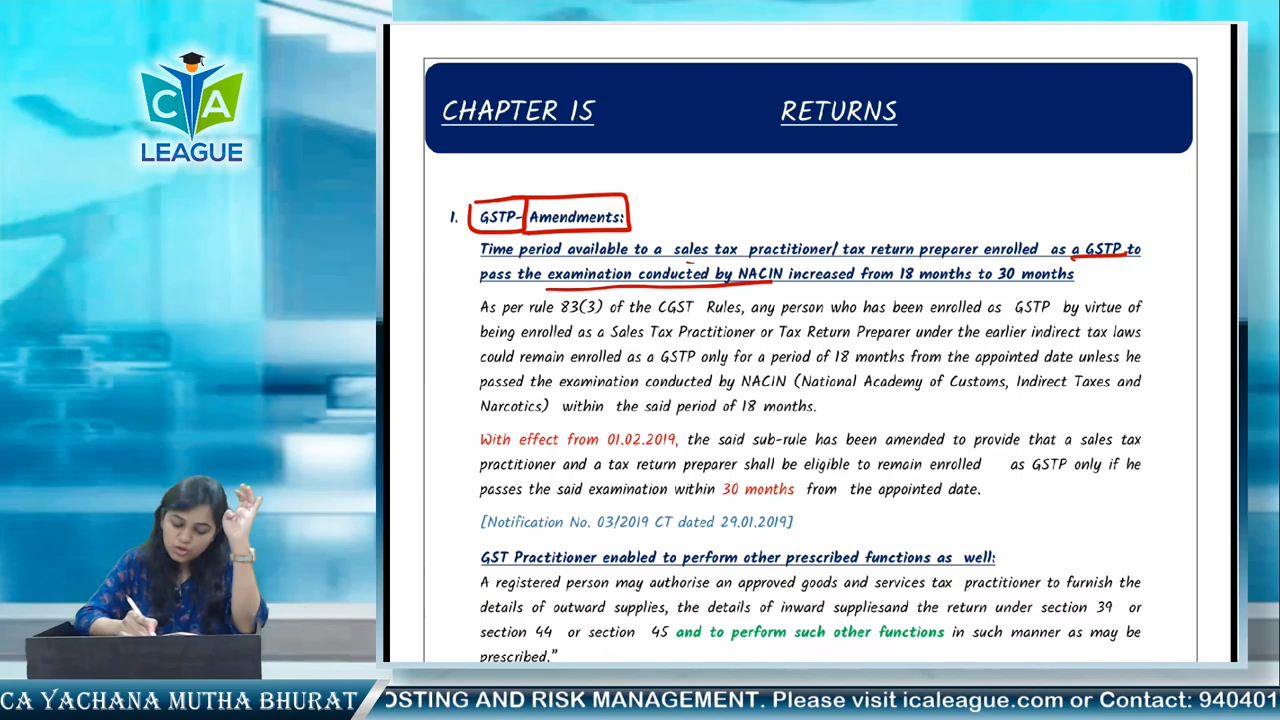 C A
LEAGUE
CHAPTER 15 RETURNS
1. GSTP- Amendments:
Time period available to a sales tax practitioner/ tax return preparer enrolled as a GSTP to
pass the examination conducted by NACIN increased from 18 months to 30 months
As per rule 83(3) of the CGST Rules, any person who has been enrolled as GSTP by virtue of
being enrolled as a Sales Tax Practitioner or Tax Return Preparer under the earlier indirect tax laws
could remain enrolled as a GSTP only for a period of 18 months from the appointed date unless he
passed the examination conducted by NACIN (National Academy of Customs, Indirect Taxes and
Narcotics) within the said period of 18 months.
With effect from 01.02.2019, the said sub-rule has been amended to provide that a sales tax
practitioner and a tax return preparer shall be eligible to remain enrolled as GSTP only if he
passes the said examination within 30 months from the appointed date.
[Notification No. 03/2019 CT dated 29.01.2019]
GST Practitioner enabled to perform other prescribed functions as well:
A registered person may authorise an approved goods and services tax practitioner to furnish the
details of outward supplies, the details of inward suppliesand the return under section 39 or
section 44 or section 45 and to perform such other functions in such manner as may be
prescribed.”
CA YACHANA MUTHA BHURAT OSTING AND RISK MANAGEMENT. Please visit icaleague.com or Contact: 940401